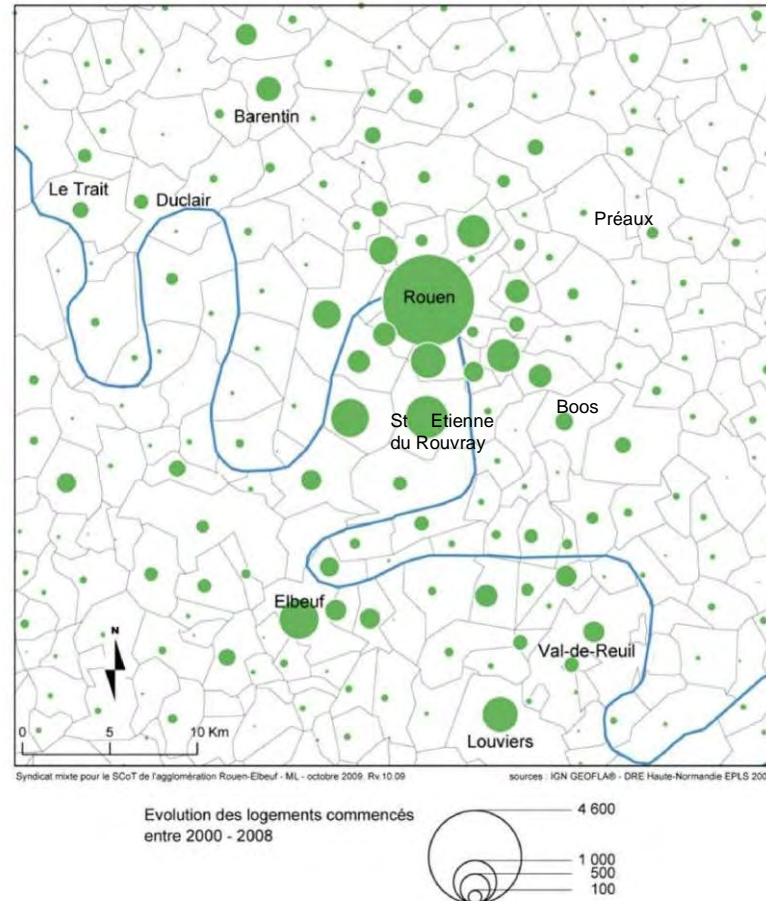 Barentin
Le Trait
Duclair
Préaux
Rouen
Boos
St Etienne
du Rouvray
Elbeuf
N
Val-de-Reuil
0 5 10 Km
Louviers
Syndicat mixte pour le SCoT de l'agglomération Rouen-Elbeuf - ML - octobre 2009 Rv.10.09
sources : IGN GEOFLA® - DRE Haute-Normandie EPILS 200
Evolution des logements commencés
entre 2000 - 2008
4 600
1 000
500
100